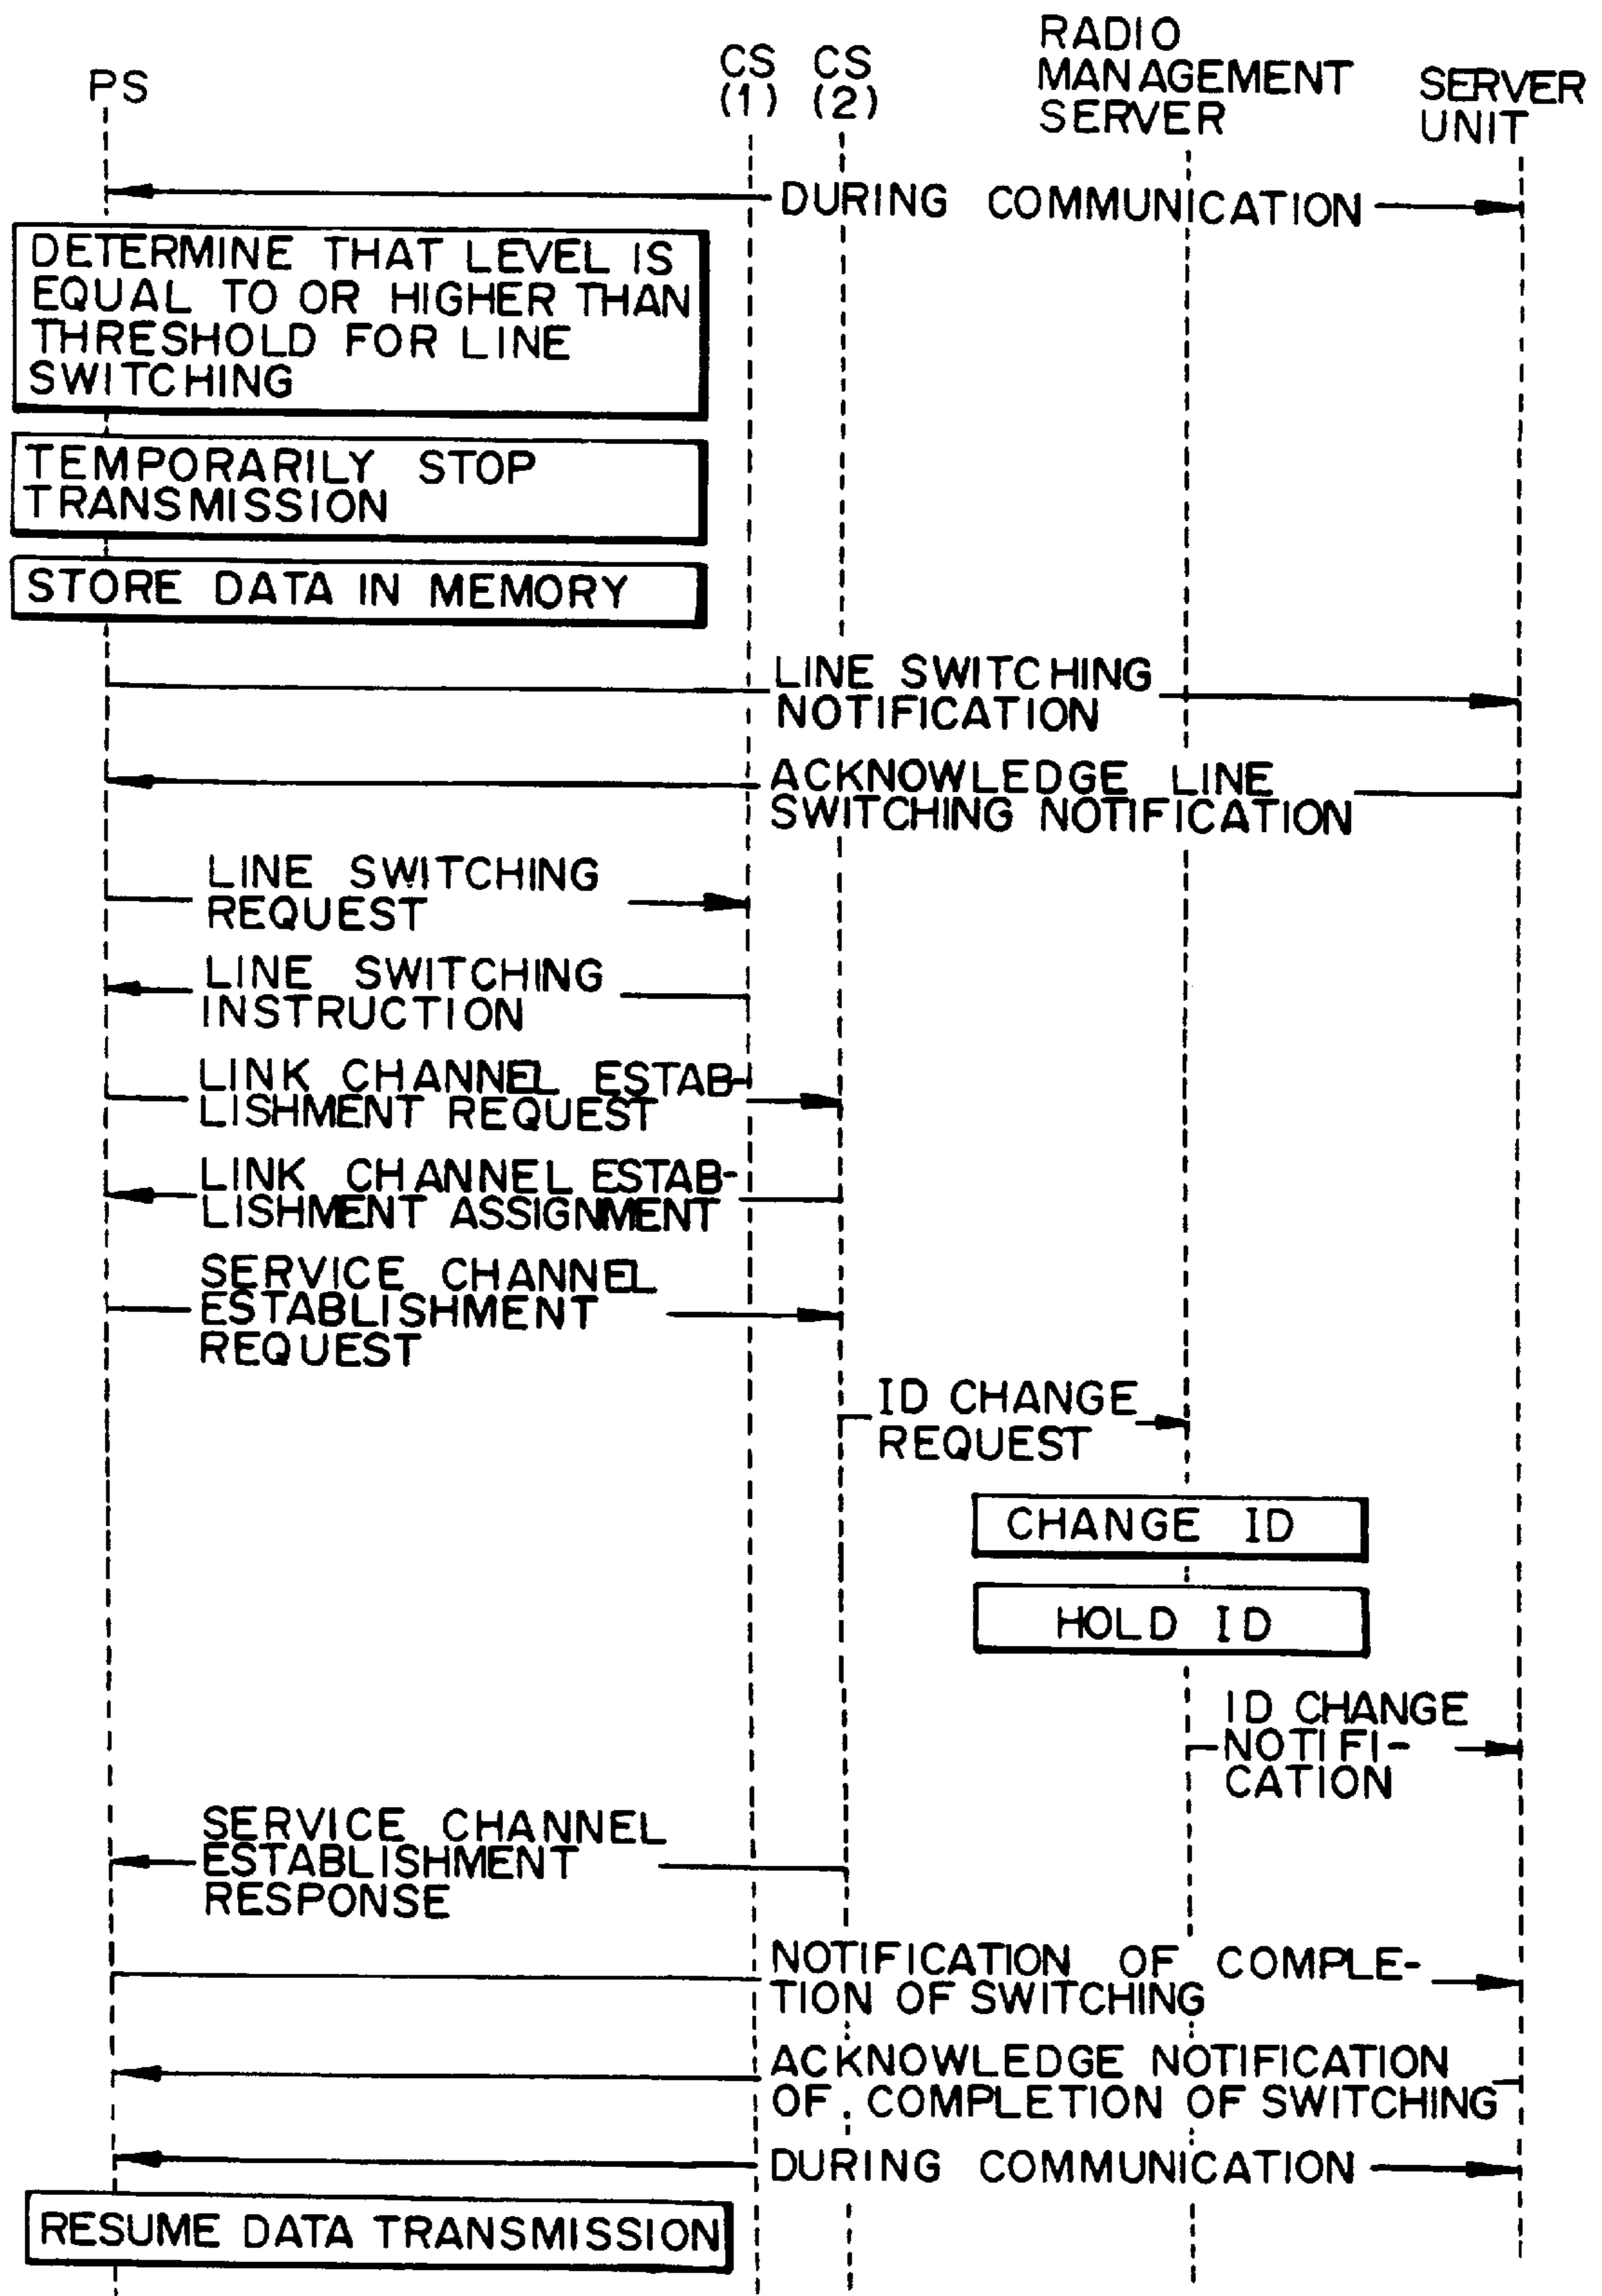 PS
CS
(1)
CS
(2)
RADIO
MANAGEMENT
SERVER
SERVER
UNIT
DURING COMMUNICATION
DETERMINE THAT LEVEL IS
EQUAL TO OR HIGHER THAN
THRESHOLD FOR LINE
SWITCHING
TEMPORARILY STOP
TRANSMISSION
STORE DATA IN MEMORY
LINE SWITCHING
NOTIFICATION
ACKNOWLEDGE LINE
SWITCHING NOTIFICATION
LINE SWITCHING
REQUEST
LINE SWITCHING
INSTRUCTION
LINK CHANNEL ESTAB-
LISHMENT REQUEST
LINK CHANNEL ESTAB-
LISHMENT ASSIGNMENT
SERVICE CHANNEL
ESTABLISHMENT
REQUEST
ID CHANGE
REQUEST
CHANGE ID
HOLD ID
ID CHANGE
NOTIFI-
CATION
SERVICE CHANNEL
ESTABLISHMENT
RESPONSE
NOTIFICATION OF COMPLE-
TION OF SWITCHING
ACKNOWLEDGE NOTIFICATION
OF COMPLETION OF SWITCHING
DURING COMMUNICATION
RESUME DATA TRANSMISSION